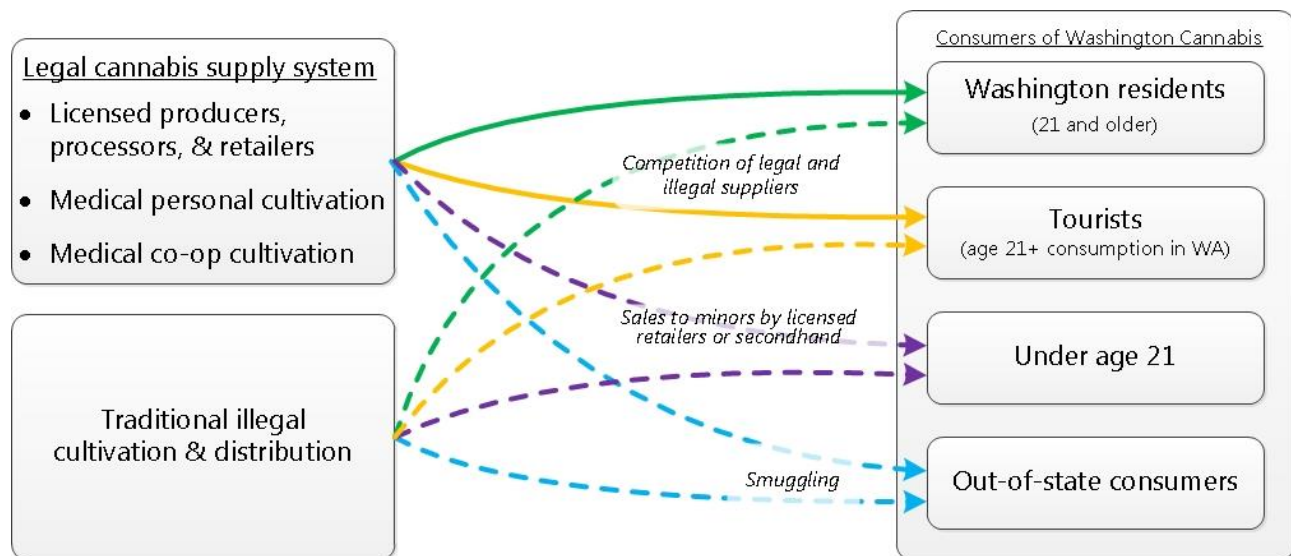 Legal cannabis supply system
• Licensed producers,
processors, & retailers
• Medical personal cultivation
• Medical co-op cultivation
Traditional illegal
cultivation & distribution
Competition of legal and
illegal suppliers
Sales to minors by licensed
retailers or secondhand
Smuggling
Consumers of Washington Cannabis
Washington residents
(21 and older)
Tourists
(age 21+ consumption in WA)
Under age 21
Out-of-state consumers